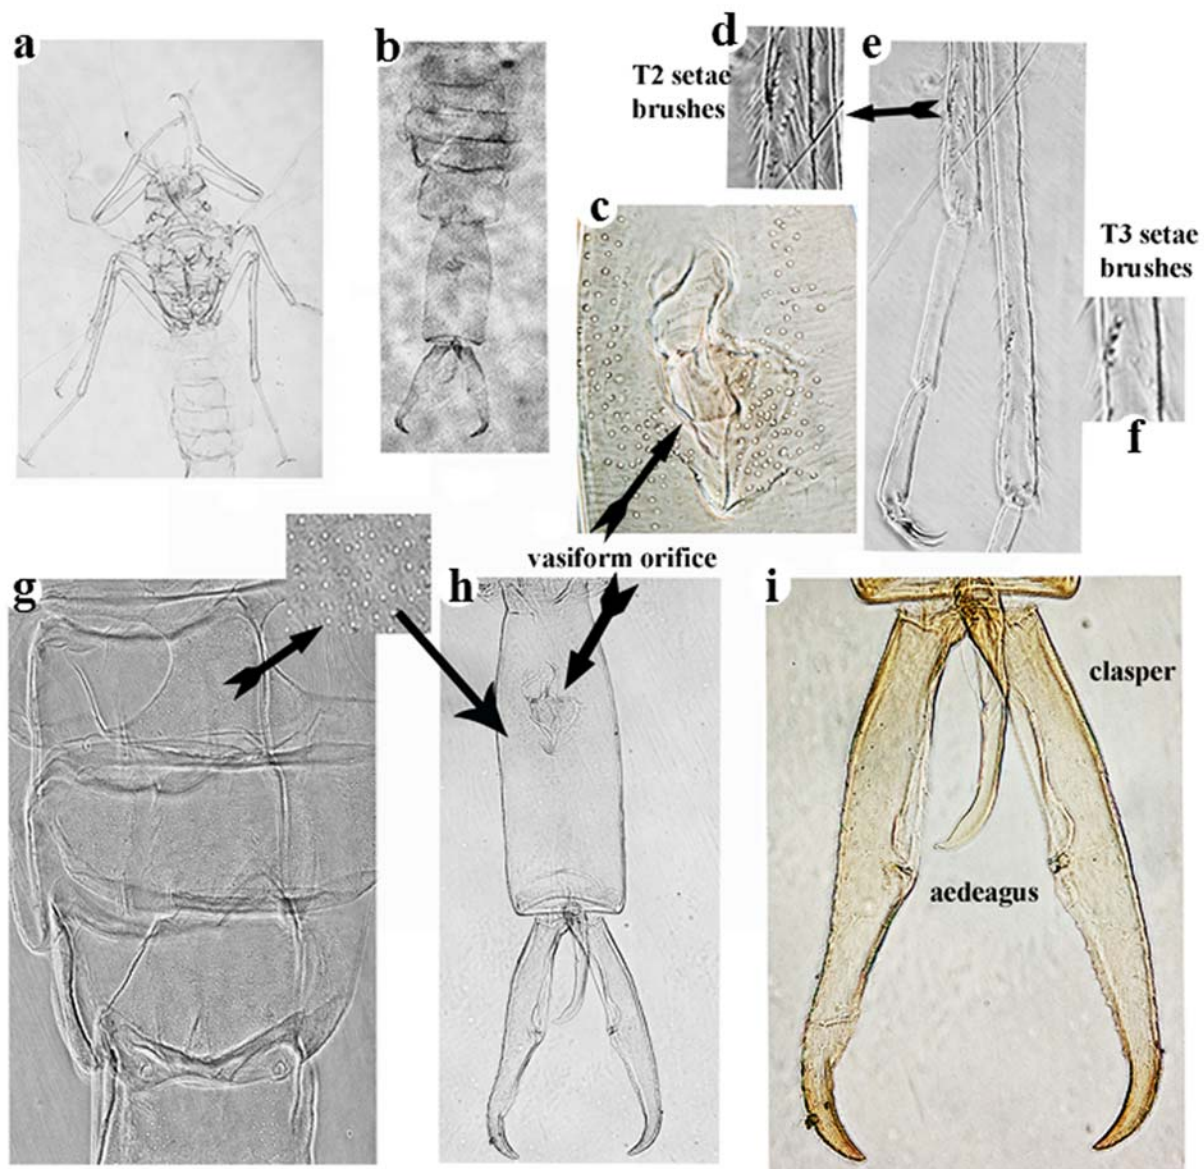 a
b
d
e
T2 setae
brushes
c
T3 setae
brushes
f
vasiform orifice
g
h
i
clasper
aedeagus